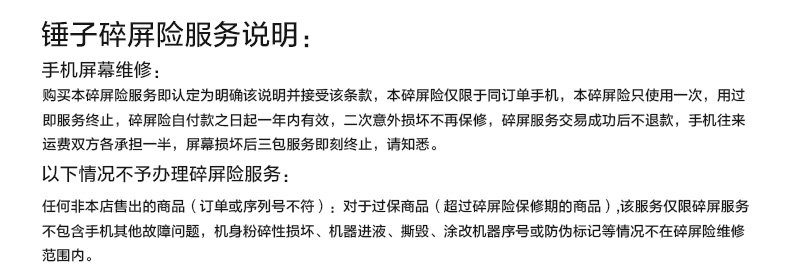 锤子碎屏险服务说明：
手机屏幕维修：
购买本碎屏险服务即认定为明确该说明并接受该条款，本碎屏险仅限于同订单手机，本碎屏险只使用一次，用过
即服务终止，碎屏险自付款之日起一年内有效，二次意外损坏不再保修，碎屏服务交易成功后不退款，手机往来
运费双方各承担一半，屏幕损坏后三包服务即刻终止，请知悉。
以下情况不予办理碎屏险服务：
任何非本店售出的商品（订单或序列号不符）；对于过保商品（超过碎屏险保修期的商品）,该服务仅限碎屏服务
不包含手机其他故障问题，机身粉碎性损坏、机器进液、撕毁、涂改机器序号或防伪标记等情况不在碎屏险维修
范围内。